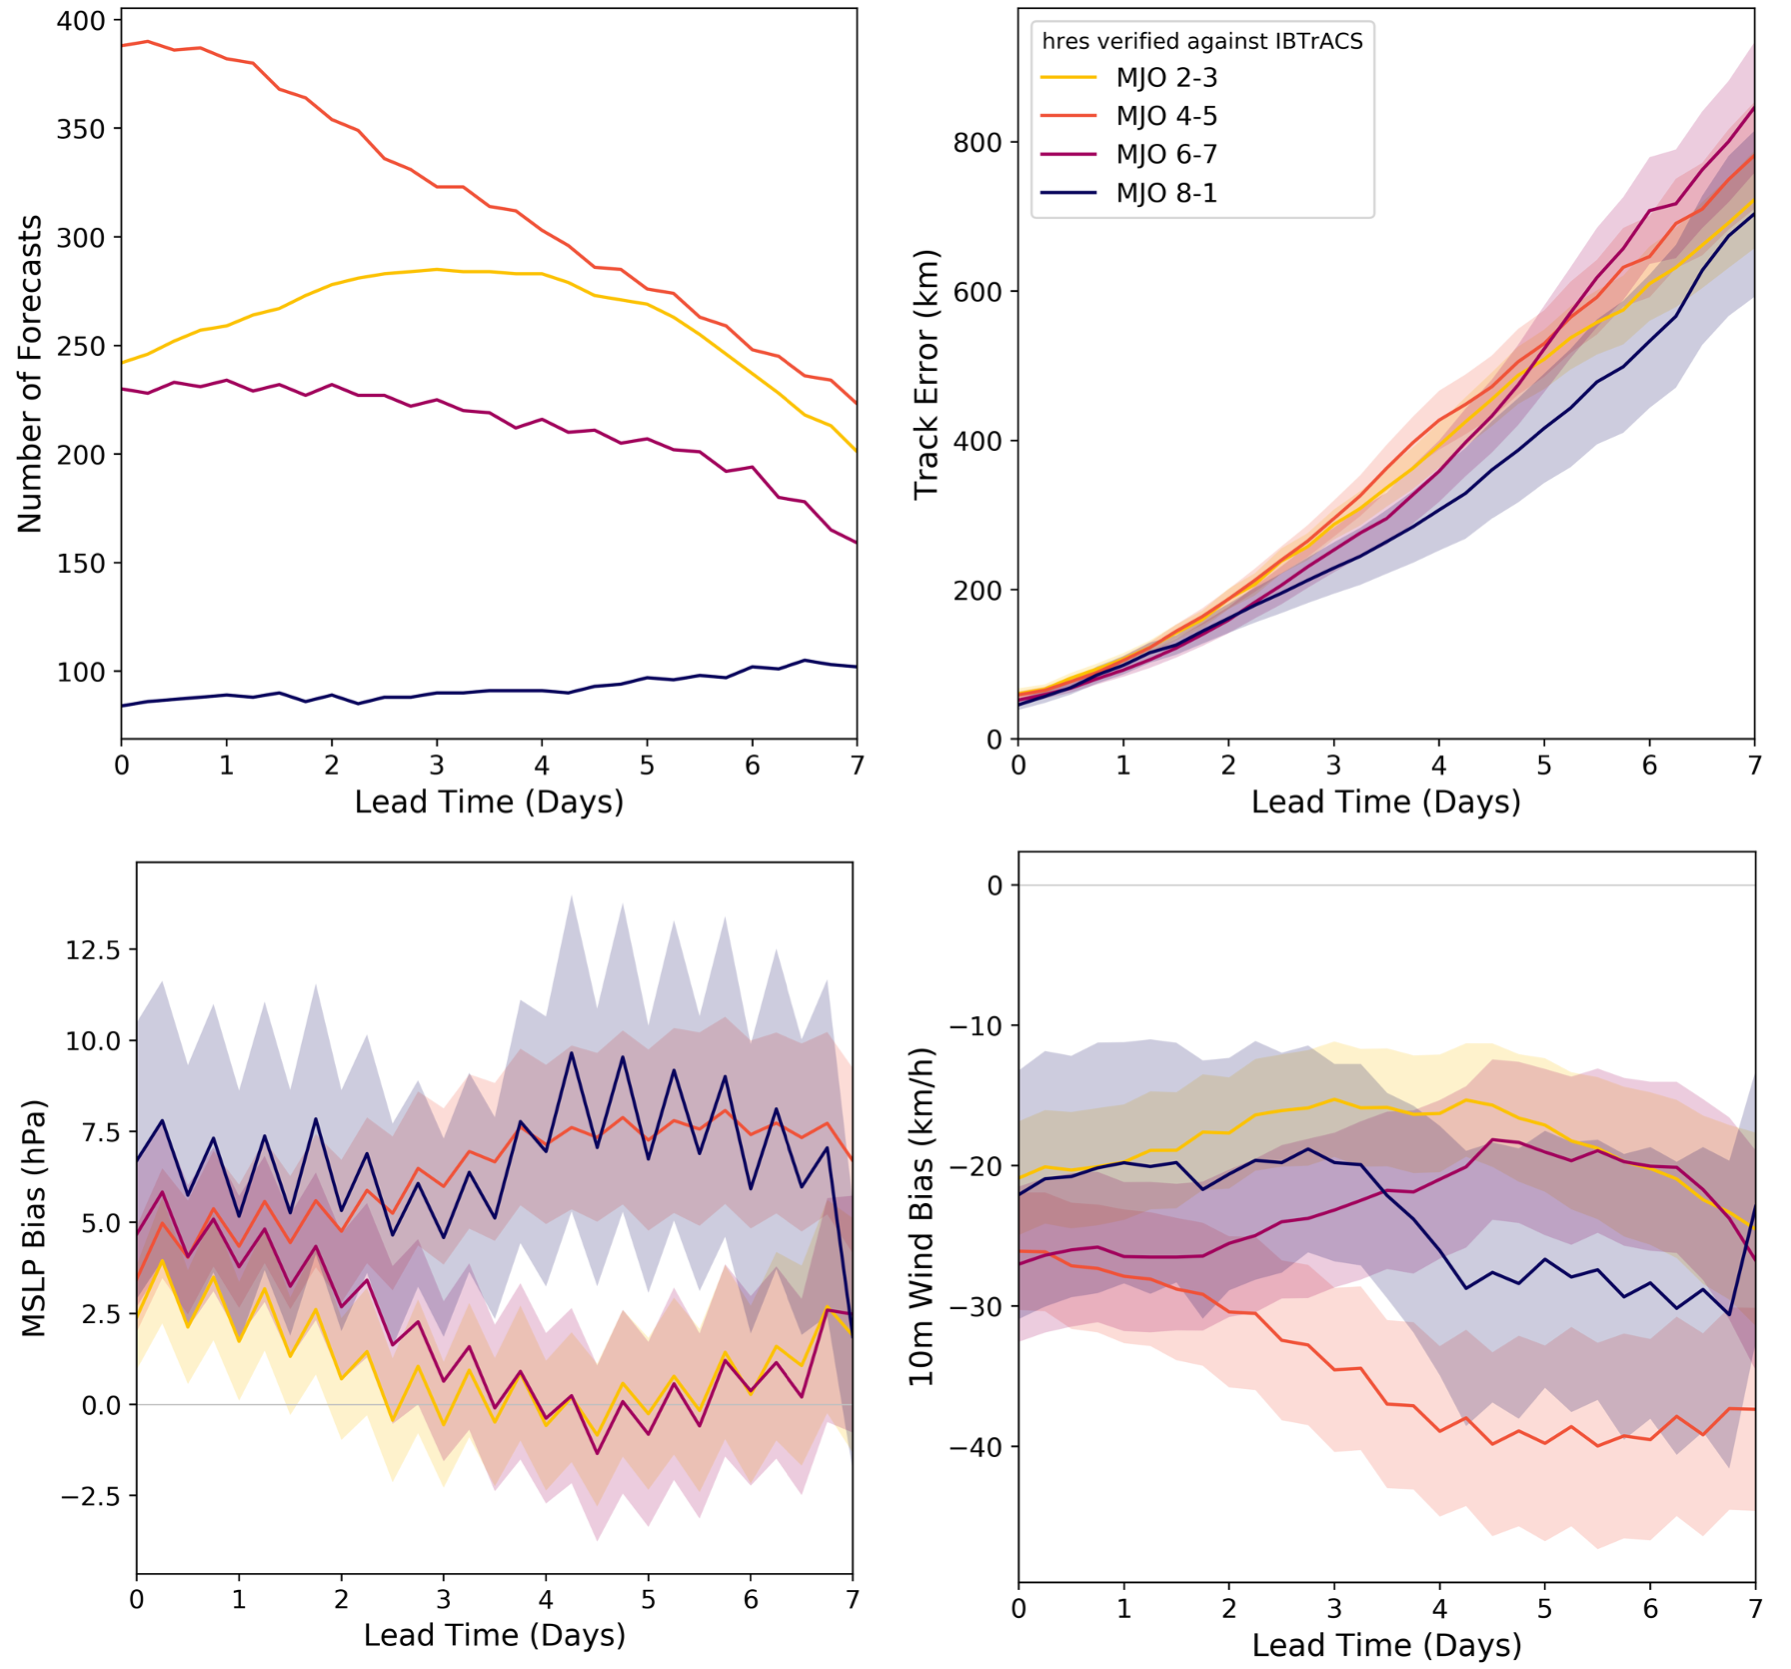 400
350
300
250
200
150
100
Number of Forecasts
0 1 2 3 4 5 6 7
Lead Time (Days)
hres verified against IBTrACS
MJO 2-3
MJO 4-5
MJO 6-7
MJO 8-1
800
600
400
200
0
Track Error (km)
0 1 2 3 4 5 6 7
Lead Time (Days)
12.5
10.0
7.5
5.0
2.5
0.0
−2.5
MSLP Bias (hPa)
0 1 2 3 4 5 6 7
Lead Time (Days)
0
−10
−20
−30
−40
10m Wind Bias (km/h)
0 1 2 3 4 5 6 7
Lead Time (Days)